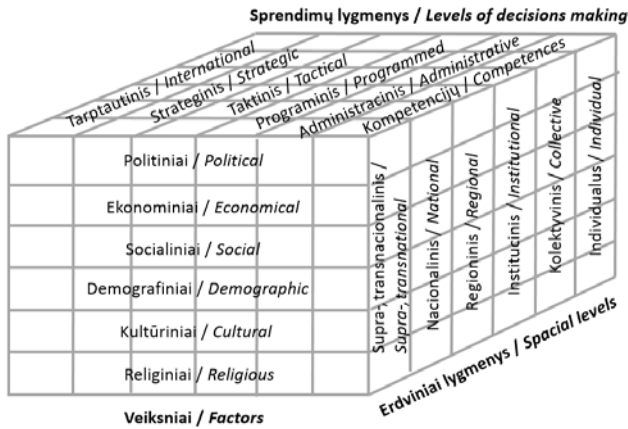 Sprendimų lygmenys / Levels of decisions making
Tarptautinis / International
Strateginis / Strategic
Taktinis / Tactical
Programinis / Programmed
Administracinis / Administrative
Kompetencijų / Competences
Politiniai / Political
Ekonominiai / Economical
Socialiniai / Social
Demografiniai / Demographic
Kultūriniai / Cultural
Religiniai / Religious
Veiksniai / Factors
Supra-, transnacionalinis /
Supra-, transnational
Nacionalinis / National
Regioninis / Regional
Institucinis / Institutional
Kolektyvinis / Collective
Individualus / Individual
Erdviniai lygmenys / Spacial levels